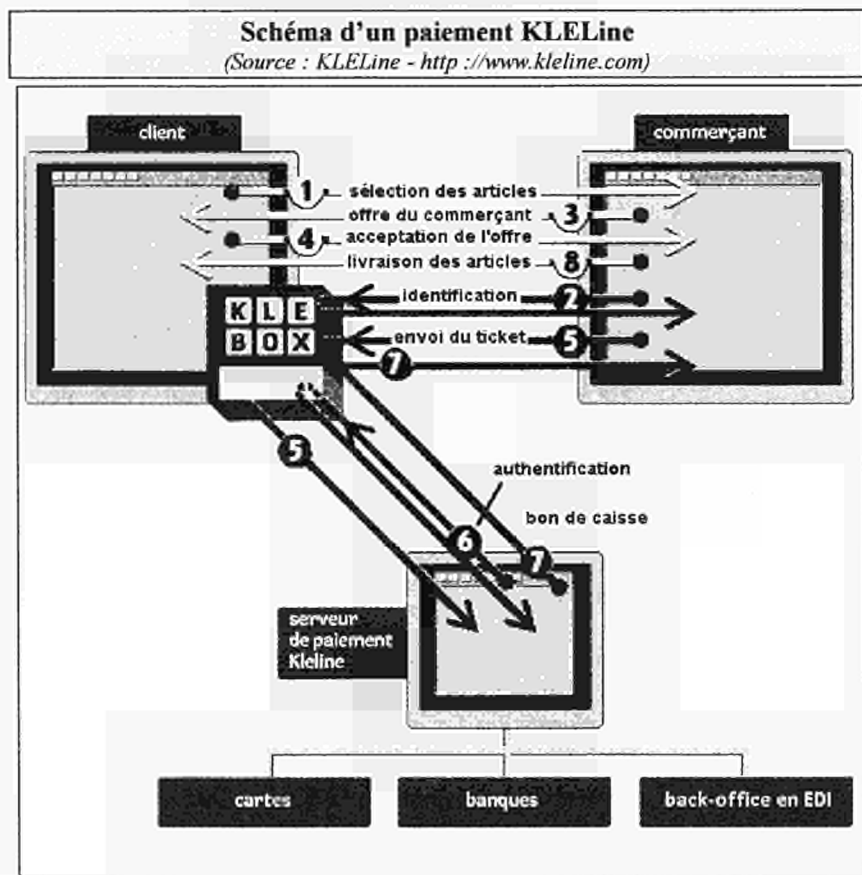 Schéma d'un paiement KLELine
(Source : KLELine - http ://www.kleline.com)
client
commerçant
1 sélection des articles
offre du commerçant 3
4 acceptation de l'offre
livraison des articles 8
identification 2
envoi du ticket 5
7
KLE
BOX
5
authentification
bon de caisse
6
7
serveur
de paiement
Kleline
cartes
banques
back-office en EDI